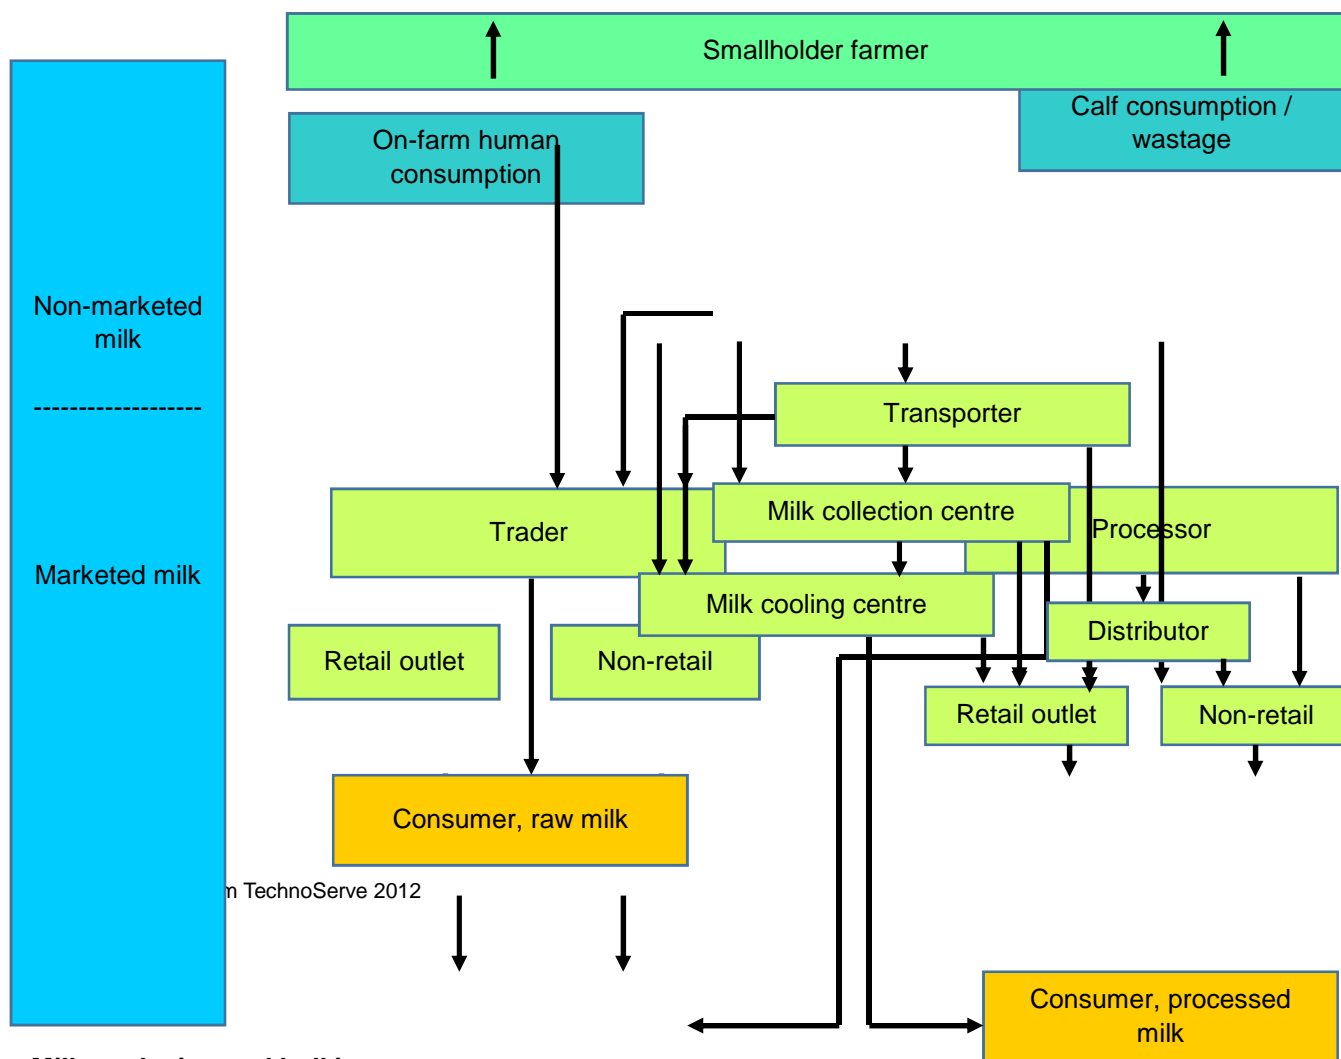 Smallholder farmer
Calf consumption /
wastage
On-farm human
consumption
Non-marketed
milk
-------------------
Marketed milk
Transporter
Milk collection centre
Trader
Processor
Milk cooling centre
Distributor
Retail outlet
Non-retail
Retail outlet
Non-retail
Consumer, raw milk
TechnoServe 2012
Consumer, processed
milk